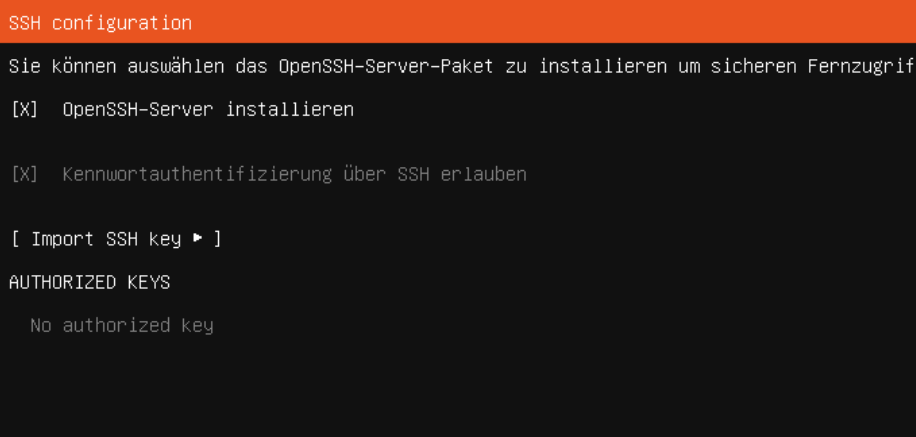 SSH configuration
Sie können auswählen das OpenSSH-Server-Paket zu installieren um sicheren Fernzugrif
[X] OpenSSH-Server installieren
[X] Kennwortauthentifizierung über SSH erlauben
[ Import SSH key ▸ ]
AUTHORIZED KEYS
No authorized key